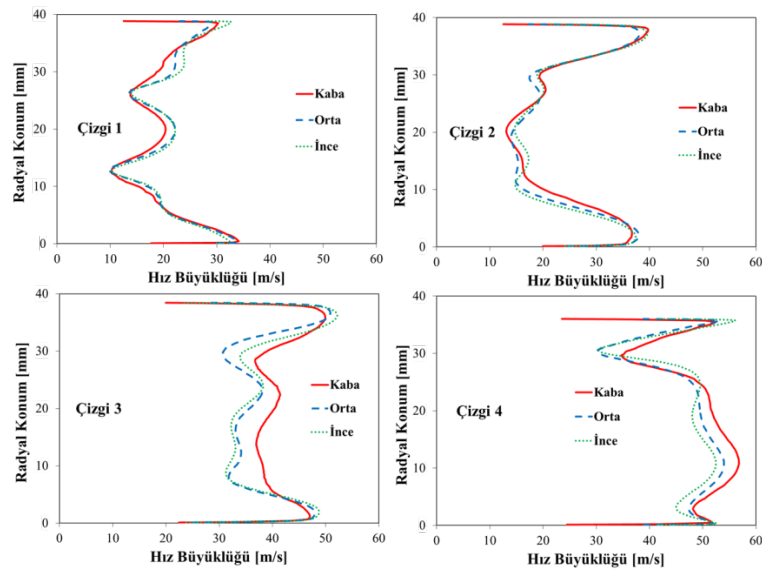 40
30
20
10
0
Radyal Konum [mm]
Çizgi 1
Kaba
Orta
İnce
0 10 20 30 40 50 60
Hız Büyüklüğü [m/s]
40
30
20
10
0
Radyal Konum [mm]
Çizgi 2
Kaba
Orta
İnce
0 10 20 30 40 50 60
Hız Büyüklüğü [m/s]
40
30
20
10
0
Radyal Konum [mm]
Çizgi 3
Kaba
Orta
İnce
0 10 20 30 40 50 60
Hız Büyüklüğü [m/s]
40
30
20
10
0
Radyal Konum [mm]
Çizgi 4
Kaba
Orta
İnce
0 10 20 30 40 50 60
Hız Büyüklüğü [m/s]